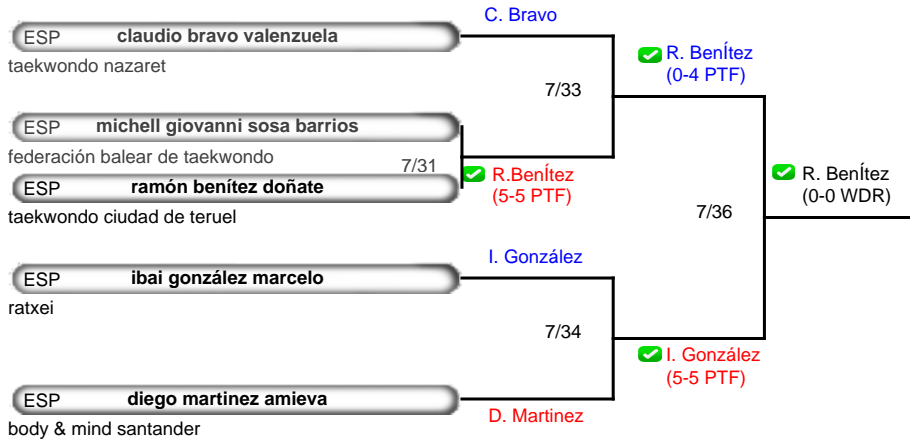 C. Bravo
ESP claudio bravo valenzuela
taekwondo nazaret
R. BenÍtez
(0-4 PTF)
7/33
ESP michell giovanni sosa barrios
federación balear de taekwondo
7/31
R.BenÍtez
(5-5 PTF)
R. BenÍtez
(0-0 WDR)
ESP ramón benítez doñate
taekwondo ciudad de teruel
7/36
I. González
ESP ibai gonzález marcelo
ratxei
7/34
I. González
(5-5 PTF)
ESP diego martinez amieva
D. Martinez
body & mind santander